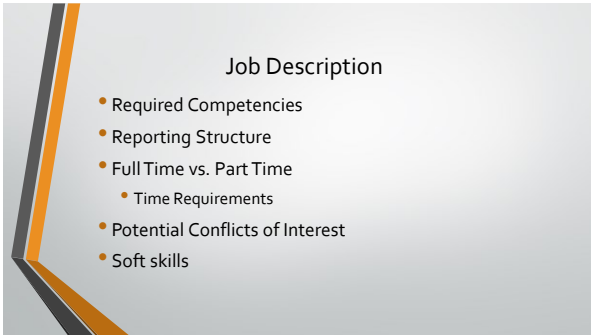 Job Description
Required Competencies
Reporting Structure
Full Time vs. Part Time
Time Requirements
Potential Conflicts of Interest
Soft skills